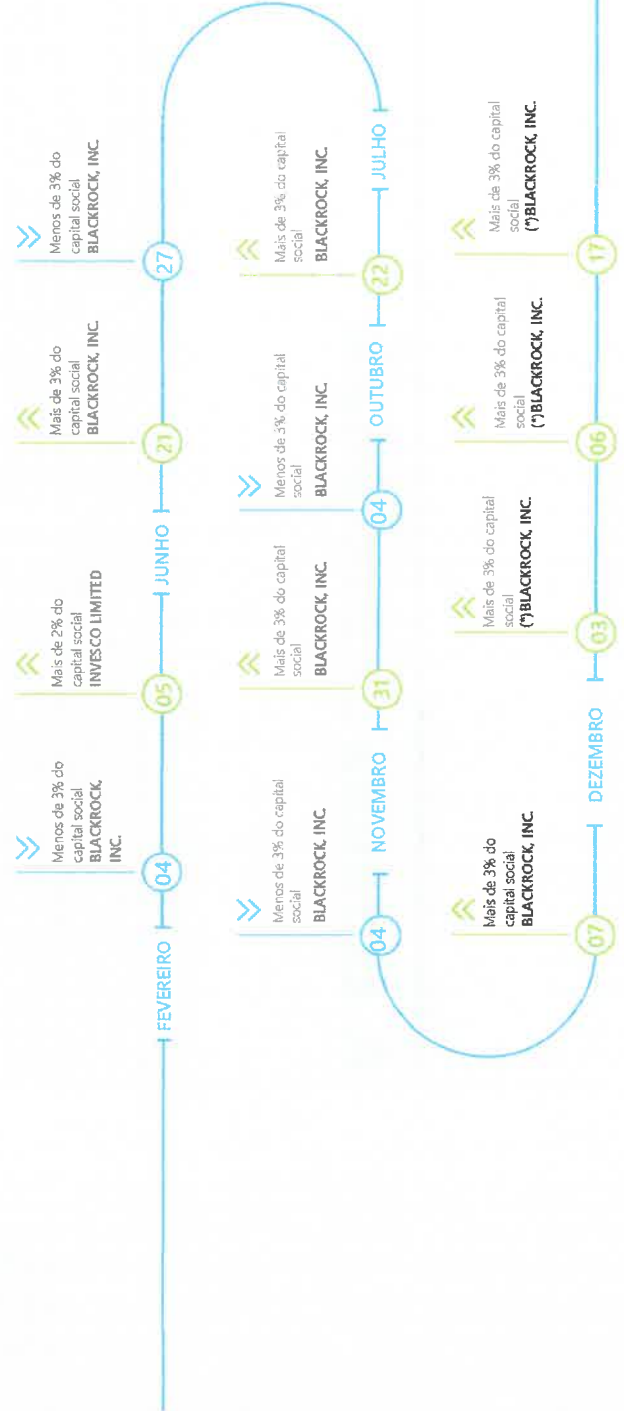 FEVEREIRO
Menos de 3% do
capital social
BLACKROCK,
INC.
04
Mais de 2% do
capital social
INVESCO LIMITED
05
JUNHO
Mais de 3% do
capital social
BLACKROCK, INC.
21
Menos de 3% do
capital social
BLACKROCK, INC.
27
JULHO
Mais de 3% do capital
social
BLACKROCK, INC.
22
OUTUBRO
Menos de 3% do capital
social
BLACKROCK, INC.
04
Mais de 3% do capital
social
BLACKROCK, INC.
31
NOVEMBRO
Menos de 3% do capital
social
BLACKROCK, INC.
04
Mais de 3% do
capital social
BLACKROCK, INC.
07
DEZEMBRO
Mais de 3% do capital
social
(*)BLACKROCK, INC.
03
Mais de 3% do capital
social
(*)BLACKROCK, INC.
06
Mais de 3% do capital
social
(*)BLACKROCK, INC.
17